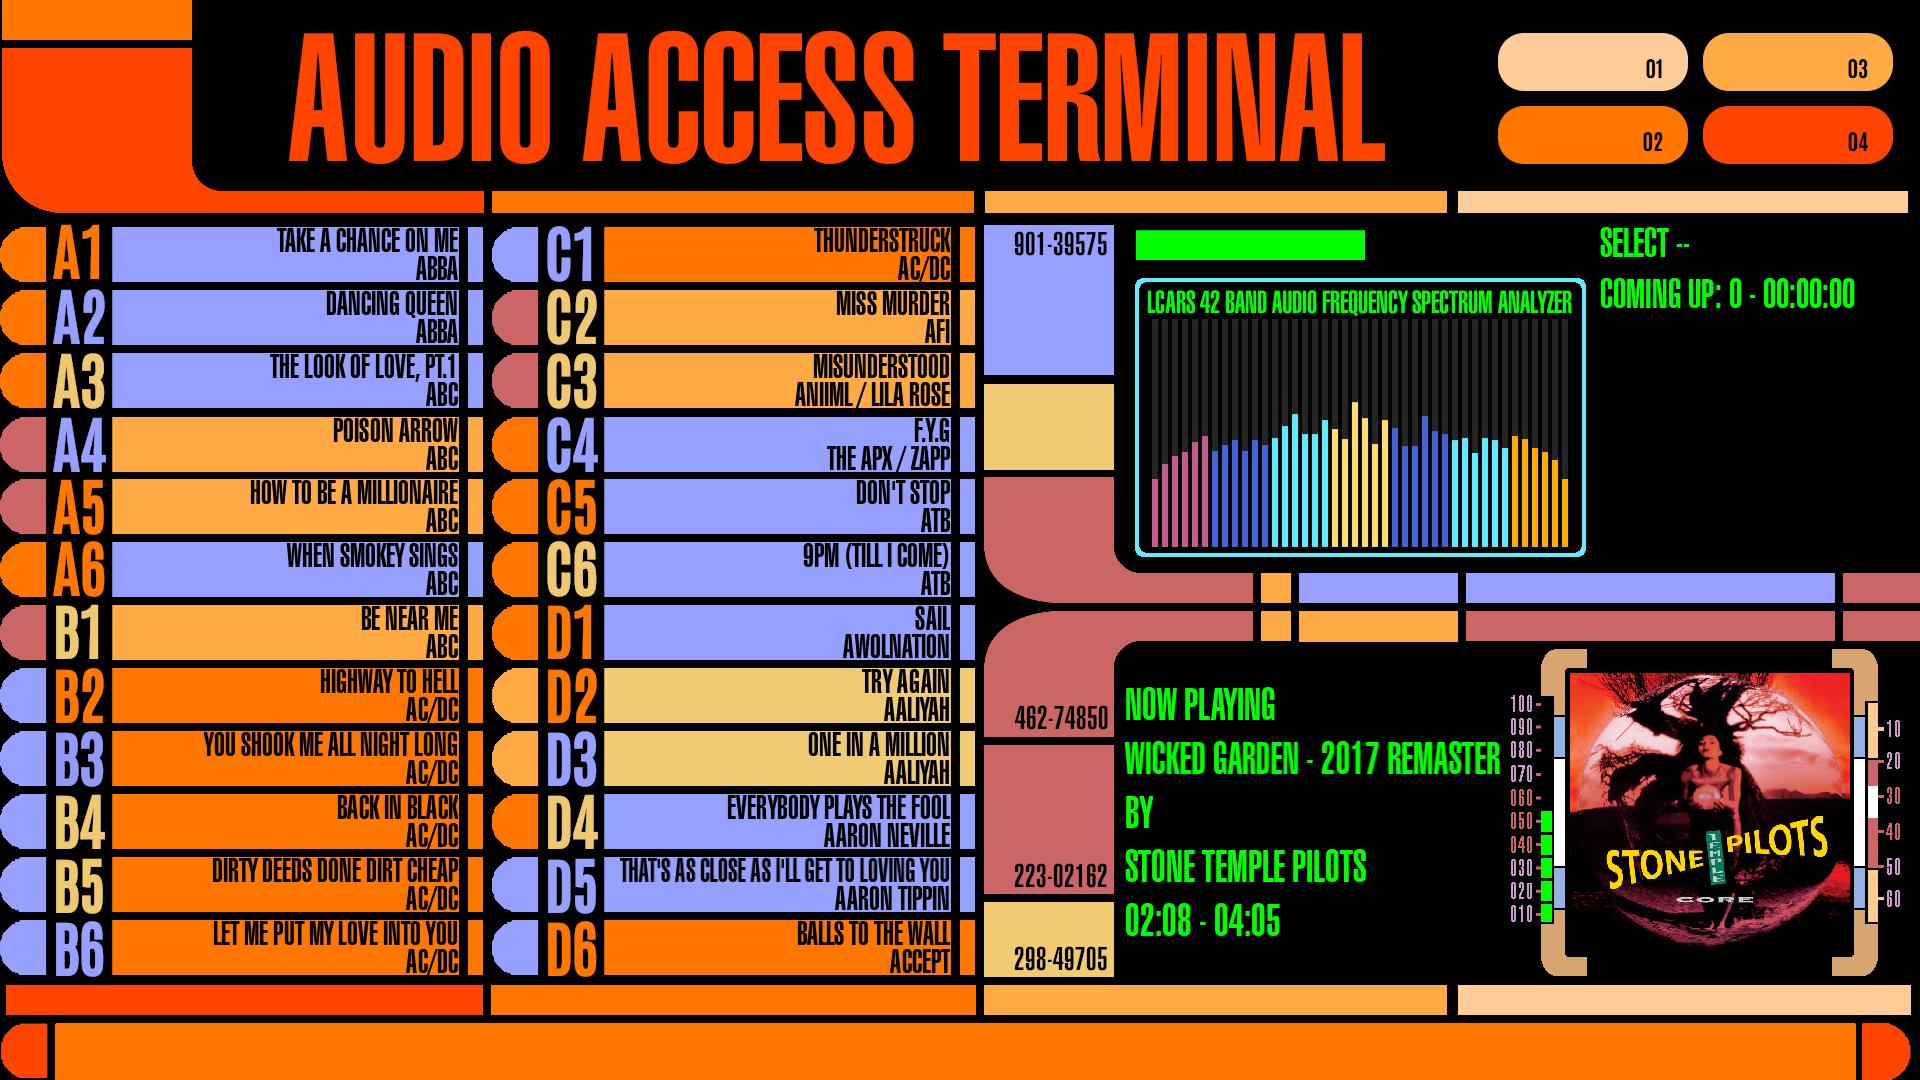 AUDIO ACCESS TERMINAL
01
03
02
04
A1
TAKE A CHANCE ON ME
ABBA
A2
DANCING QUEEN
ABBA
A3
THE LOOK OF LOVE, PT.1
ABC
A4
POISON ARROW
ABC
A5
HOW TO BE A MILLIONAIRE
ABC
A6
WHEN SMOKEY SINGS
ABC
B1
BE NEAR ME
ABC
B2
HIGHWAY TO HELL
AC/DC
B3
YOU SHOOK ME ALL NIGHT LONG
AC/DC
B4
BACK IN BLACK
AC/DC
B5
DIRTY DEEDS DONE DIRT CHEAP
AC/DC
B6
LET ME PUT MY LOVE INTO YOU
AC/DC
C1
THUNDERSTRUCK
AC/DC
C2
MISS MURDER
AFI
C3
MISUNDERSTOOD
ANIIML / LILA ROSE
C4
F.Y.G
THE APX / ZAPP
C5
DON'T STOP
ATB
C6
9PM (TILL I COME)
ATB
D1
SAIL
AWOLNATION
D2
TRY AGAIN
AALIYAH
D3
ONE IN A MILLION
AALIYAH
D4
EVERYBODY PLAYS THE FOOL
AARON NEVILLE
D5
THAT'S AS CLOSE AS I'LL GET TO LOVING YOU
AARON TIPPIN
D6
BALLS TO THE WALL
ACCEPT
901-39575
462-74850
223-02162
298-49705
SELECT --
COMING UP: 0 - 00:00:00
LCARS 42 BAND AUDIO FREQUENCY SPECTRUM ANALYZER
NOW PLAYING
WICKED GARDEN - 2017 REMASTER
BY
STONE TEMPLE PILOTS
02:08 - 04:05
100
090
080
070
060
050
040
030
020
010
STONE TEMPLE PILOTS
CORE
10
20
30
40
50
60